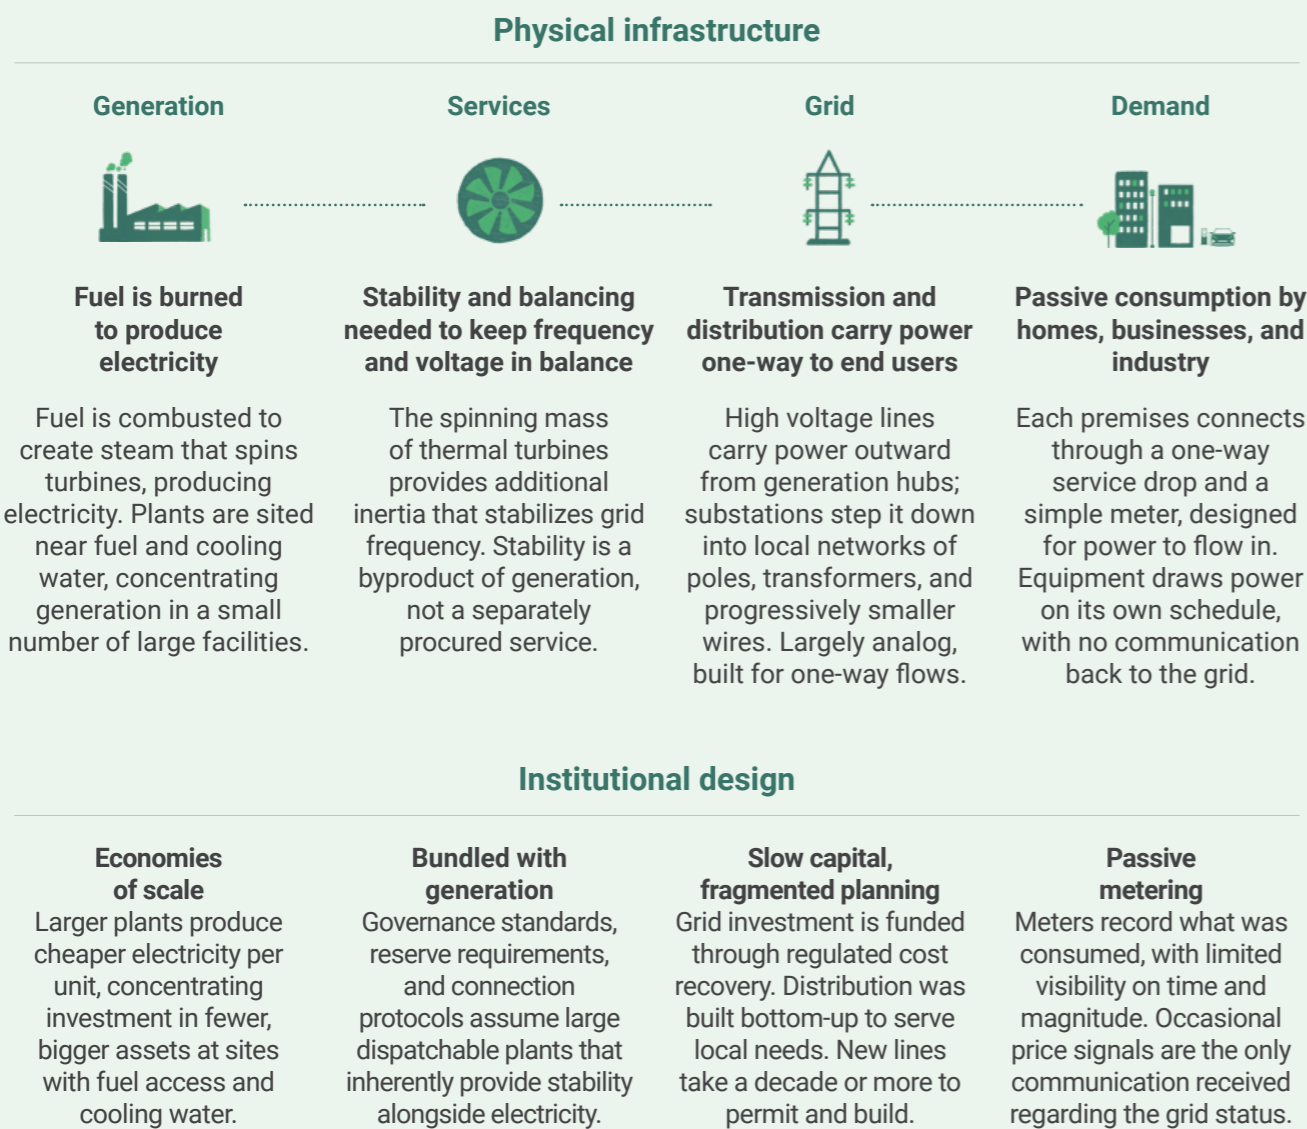 Physical infrastructure
Generation
Services
Grid
Demand
Fuel is burned
to produce
electricity
Stability and balancing
needed to keep frequency
and voltage in balance
Transmission and
distribution carry power
one-way to end users
Passive consumption by
homes, businesses, and
industry
Fuel is combusted to
create steam that spins
turbines, producing
electricity. Plants are sited
near fuel and cooling
water, concentrating
generation in a small
number of large facilities.
The spinning mass
of thermal turbines
provides additional
inertia that stabilizes grid
frequency. Stability is a
byproduct of generation,
not a separately
procured service.
High voltage lines
carry power outward
from generation hubs;
substations step it down
into local networks of
poles, transformers, and
progressively smaller
wires. Largely analog,
built for one-way flows.
Each premises connects
through a one-way
service drop and a
simple meter, designed
for power to flow in.
Equipment draws power
on its own schedule,
with no communication
back to the grid.
Institutional design
Economies
of scale
Larger plants produce
cheaper electricity per
unit, concentrating
investment in fewer,
bigger assets at sites
with fuel access and
cooling water.
Bundled with
generation
Governance standards,
reserve requirements,
and connection
protocols assume large
dispatchable plants that
inherently provide stability
alongside electricity.
Slow capital,
fragmented planning
Grid investment is funded
through regulated cost
recovery. Distribution was
built bottom-up to serve
local needs. New lines
take a decade or more to
permit and build.
Passive
metering
Meters record what was
consumed, with limited
visibility on time and
magnitude. Occasional
price signals are the only
communication received
regarding the grid status.